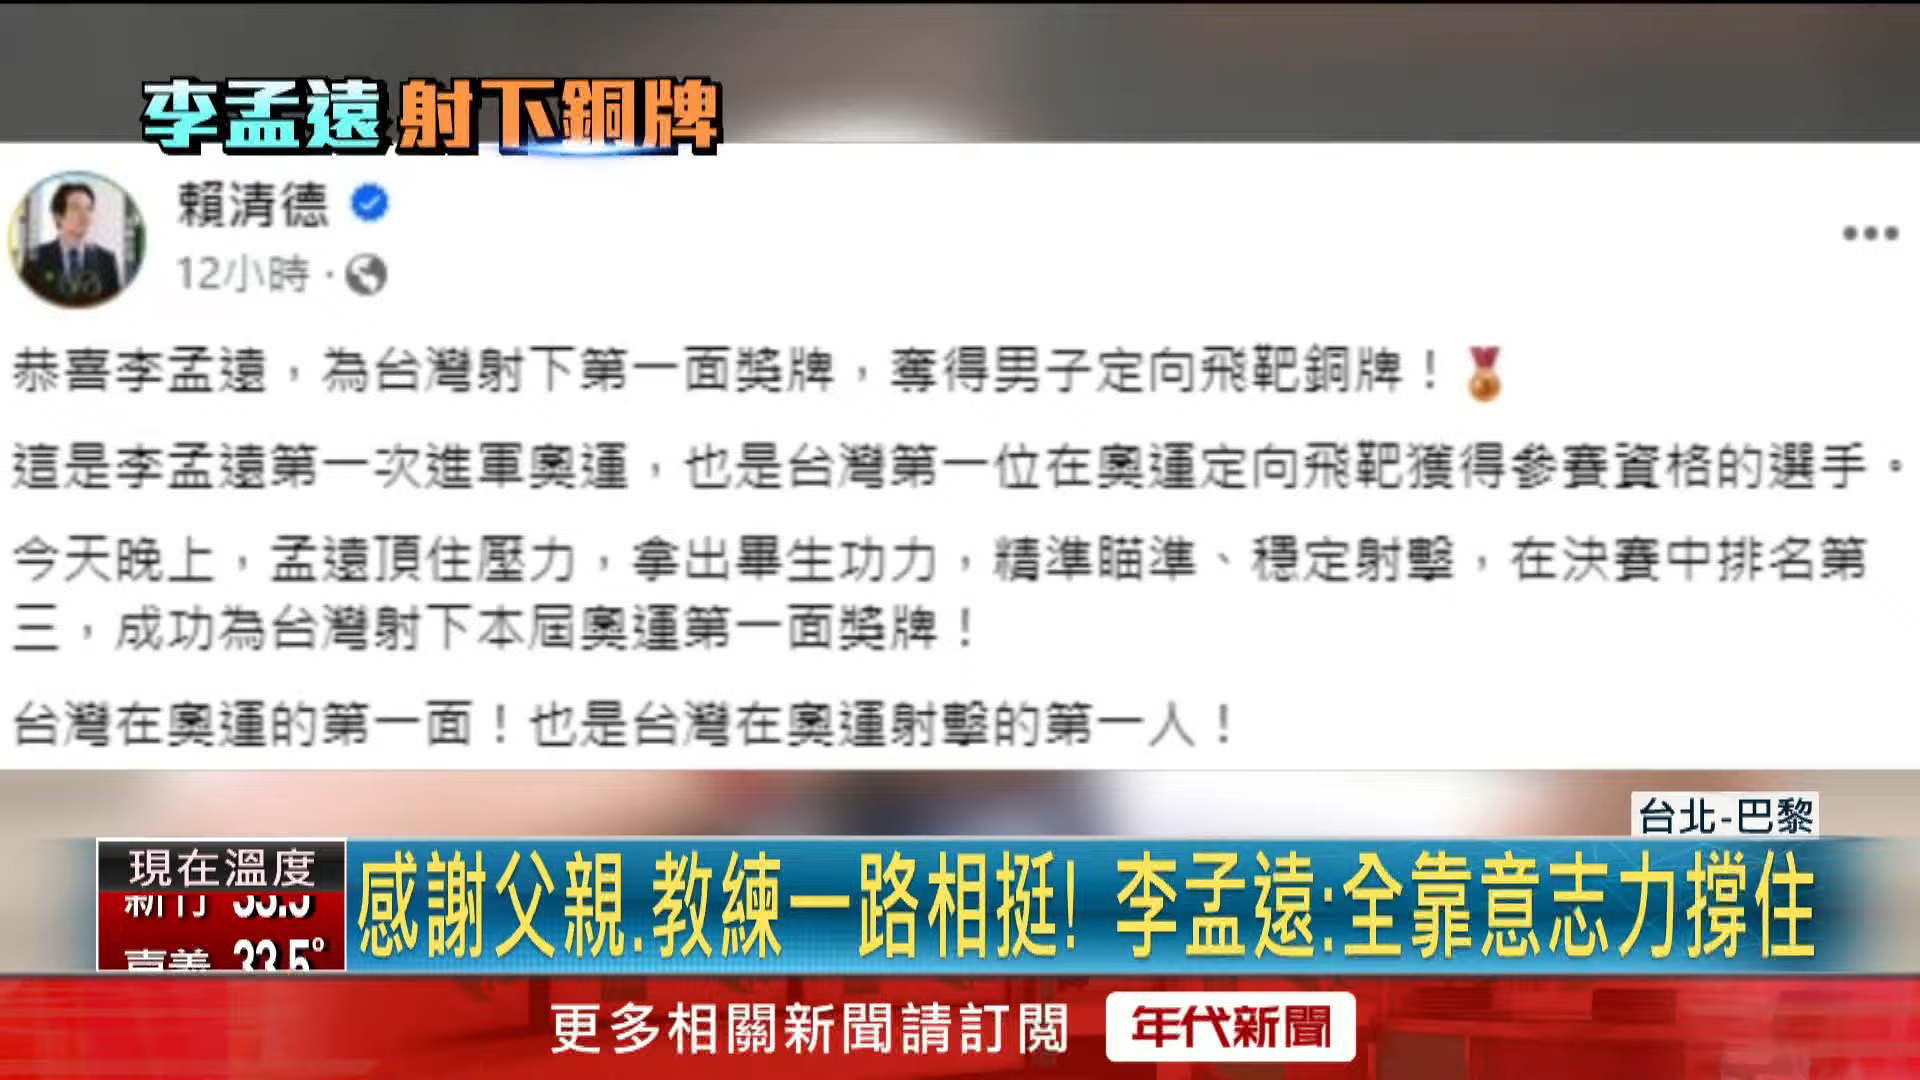 李孟遠 射下銅牌
賴清德
12小時 ·
恭喜李孟遠，為台灣射下第一面獎牌，奪得男子定向飛靶銅牌！
這是李孟遠第一次進軍奧運，也是台灣第一位在奧運定向飛靶獲得參賽資格的選手。
今天晚上，孟遠頂住壓力，拿出畢生功力，精準瞄準、穩定射擊，在決賽中排名第
三，成功為台灣射下本屆奧運第一面獎牌！
台灣在奧運的第一面！也是台灣在奧運射擊的第一人！
台北-巴黎
現在溫度
新竹 33.5
嘉義 33.5°
感謝父親.教練一路相挺! 李孟遠:全靠意志力撐住
更多相關新聞請訂閱 年代新聞